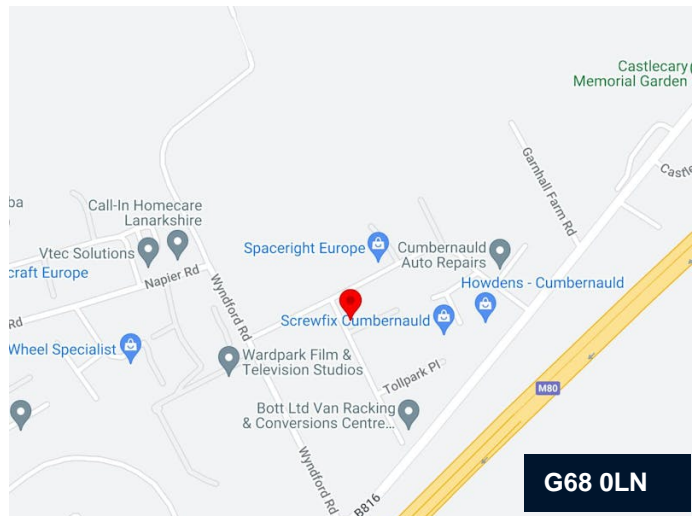 Castlecary
Memorial Garden
Castle
Garnhall Farm Rd
ba
Call-In Homecare
Lanarkshire
Vtec Solutions
craft Europe
Napier Rd
Rd
Wheel Specialist
Wyndford Rd
Spaceright Europe
Cumbernauld
Auto Repairs
Howdens - Cumbernauld
Screwfix Cumbernauld
Wardpark Film &
Television Studios
Tollpark Pl
Bott Ltd Van Racking
& Conversions Centre...
M80
Wyndford Rd
B816
G68 0LN